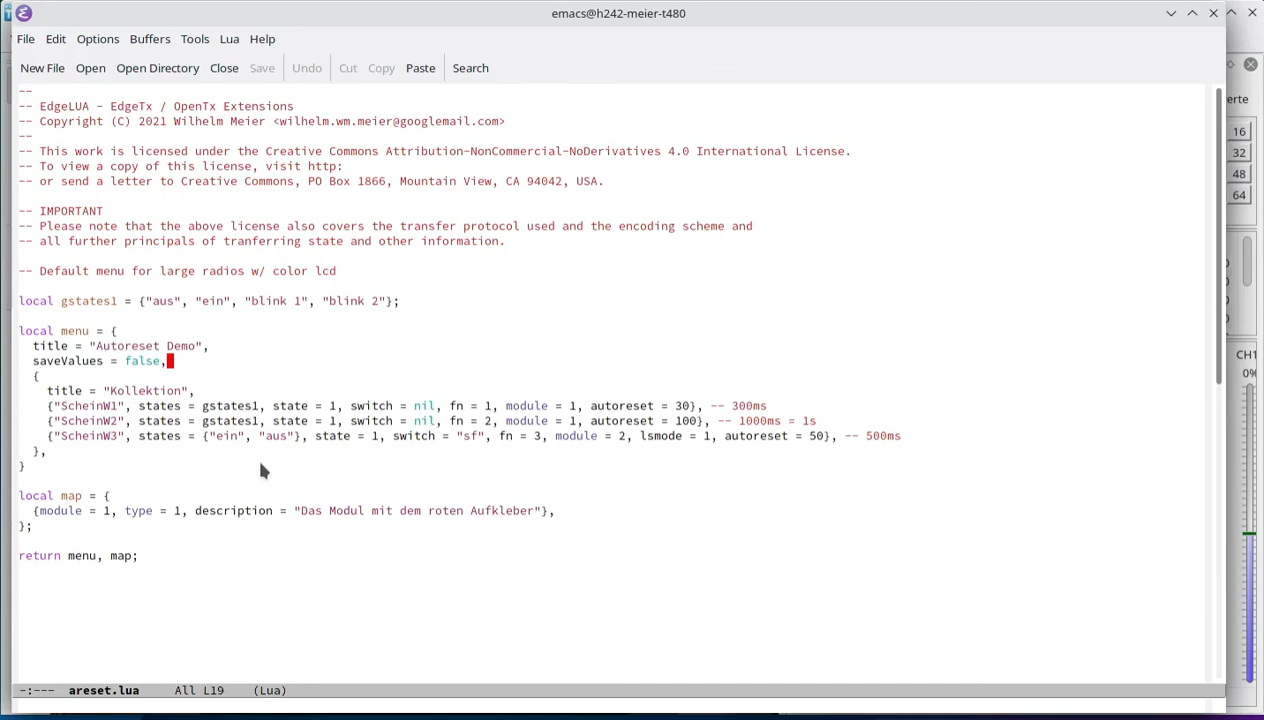 emacs@h242-meier-t480
File Edit Options Buffers Tools Lua Help
New File Open Open Directory Close Save Undo Cut Copy Paste Search
--
-- EdgeLUA - EdgeTx / OpenTx Extensions
-- Copyright (C) 2021 Wilhelm Meier <wilhelm.wm.meier@googlemail.com>
--
-- This work is licensed under the Creative Commons Attribution-NonCommercial-NoDerivatives 4.0 International License.
-- To view a copy of this license, visit http:
-- or send a letter to Creative Commons, PO Box 1866, Mountain View, CA 94042, USA.
-- IMPORTANT
-- Please note that the above license also covers the transfer protocol used and the encoding scheme and
-- all further principals of tranferring state and other information.
-- Default menu for large radios w/ color lcd
local gstates1 = {"aus", "ein", "blink 1", "blink 2"};
local menu = {
title = "Autoreset Demo",
saveValues = false,
{
title = "Kollektion",
{"ScheinW1", states = gstates1, state = 1, switch = nil, fn = 1, module = 1, autoreset = 30}, -- 300ms
{"ScheinW2", states = gstates1, state = 1, switch = nil, fn = 2, module = 1, autoreset = 100}, -- 1000ms = 1s
{"ScheinW3", states = {"ein", "aus"}, state = 1, switch = "sf", fn = 3, module = 2, lsmode = 1, autoreset = 50}, -- 500ms
},
}
local map = {
{module = 1, type = 1, description = "Das Modul mit dem roten Aufkleber"},
};
return menu, map;
-:--- areset.lua All L19 (Lua)
erte
16
32
48
64
CH1
0%